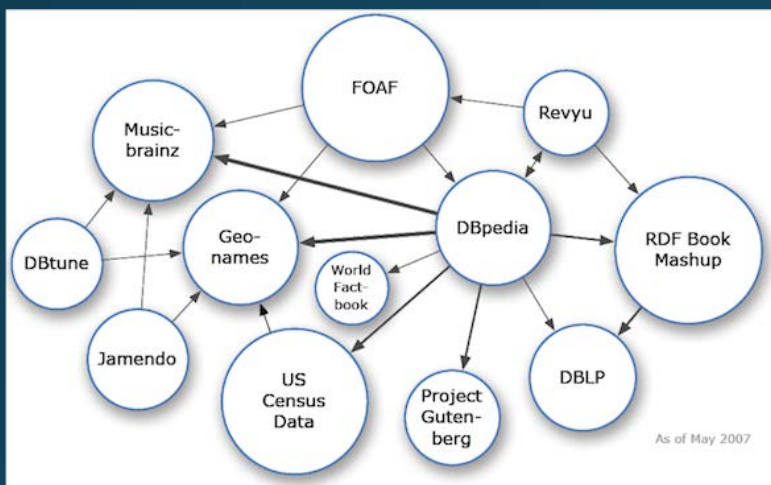 FOAF
Revyu
Music-
brainz
DBpedia
RDF Book
Mashup
Geo-
names
DBtune
World
Fact-
book
Jamendo
US
Census
Data
Project
Guten-
berg
DBLP
As of May 2007